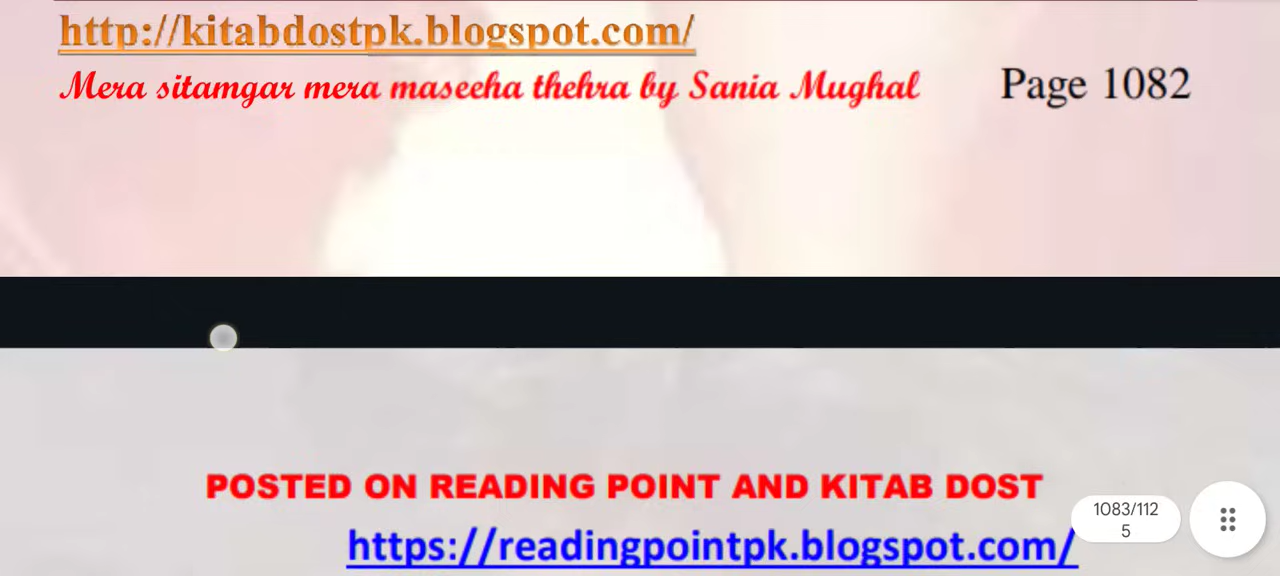 http://kitabdostpk.blogspot.com/
Mera sitamgar mera maseeha thehra by Sania Mughal Page 1082
POSTED ON READING POINT AND KITAB DOST
https://readingpointpk.blogspot.com/
1083/112
5